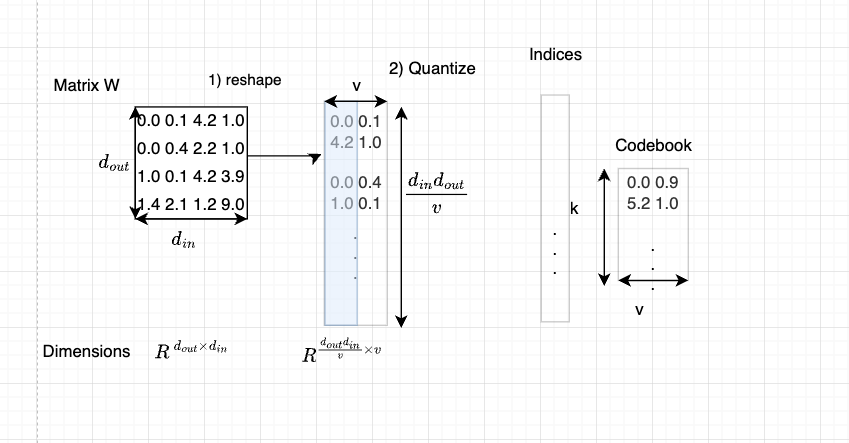 Indices
2) Quantize
1) reshape
Matrix W
v
0.0 0.1 4.2 1.0
0.0 0.4 2.2 1.0
1.0 0.1 4.2 3.9
1.4 2.1 1.2 9.0
d_out
d_in
0.0 0.1
4.2 1.0
0.0 0.4
1.0 0.1
.
.
.
d_in d_out / v
.
.
.
Codebook
k
0.0 0.9
5.2 1.0
.
.
.
v
Dimensions R^{d_out × d_in} R^{d_out d_in / v × v}